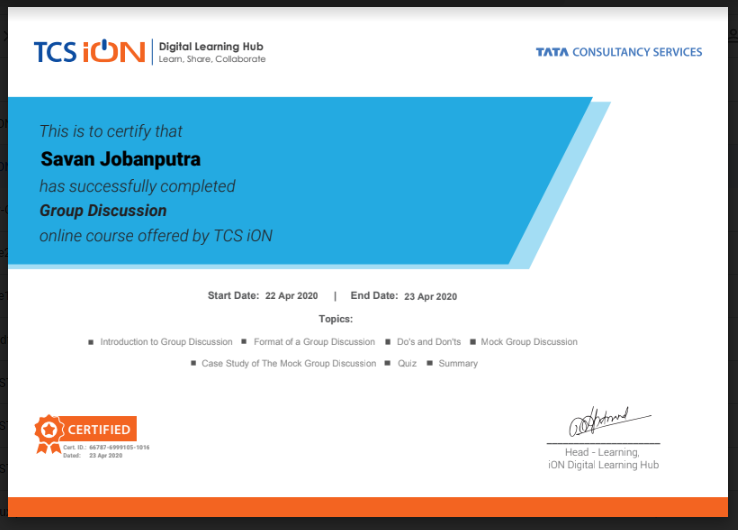 TCS iON Digital Learning Hub
Learn, Share, Collaborate
TATA CONSULTANCY SERVICES
This is to certify that
Savan Jobanputra
has successfully completed
Group Discussion
online course offered by TCS iON
Start Date: 22 Apr 2020 | End Date: 23 Apr 2020
Topics:
■ Introduction to Group Discussion ■ Format of a Group Discussion ■ Do's and Don'ts ■ Mock Group Discussion
■ Case Study of The Mock Group Discussion ■ Quiz ■ Summary
CERTIFIED
Cert. ID.: 66787-6999105-1016
Dated: 23 Apr 2020
Head - Learning,
iON Digital Learning Hub